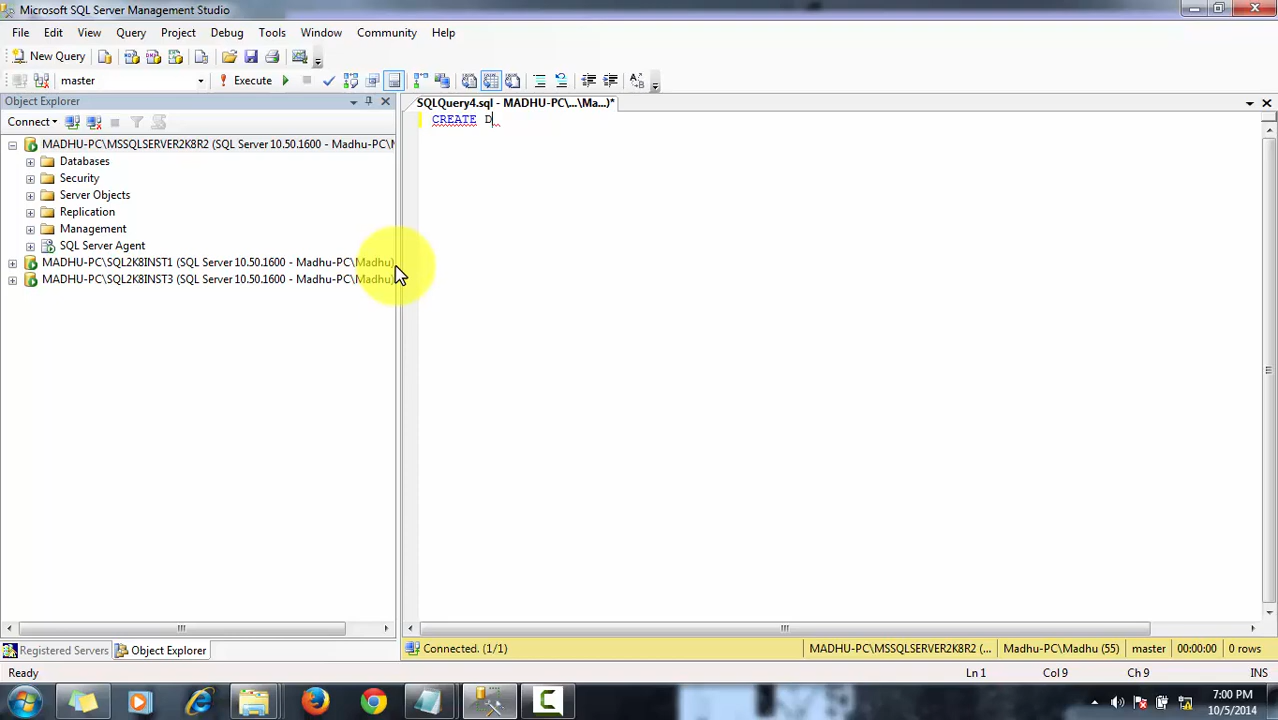 Microsoft SQL Server Management Studio
File Edit View Query Project Debug Tools Window Community Help
New Query
master Execute
Object Explorer
SQLQuery4.sql - MADHU-PC\...\Ma...)*
Connect
CREATE D
MADHU-PC\MSSQLSERVER2K8R2 (SQL Server 10.50.1600 - Madhu-PC\M
Databases
Security
Server Objects
Replication
Management
SQL Server Agent
MADHU-PC\SQL2K8INST1 (SQL Server 10.50.1600 - Madhu-PC\Madhu)
MADHU-PC\SQL2K8INST3 (SQL Server 10.50.1600 - Madhu-PC\Madhu)
Registered Servers Object Explorer
Connected. (1/1) MADHU-PC\MSSQLSERVER2K8R2 (... Madhu-PC\Madhu (55) master 00:00:00 0 rows
Ready Ln 1 Col 9 Ch 9 INS
7:00 PM
10/5/2014